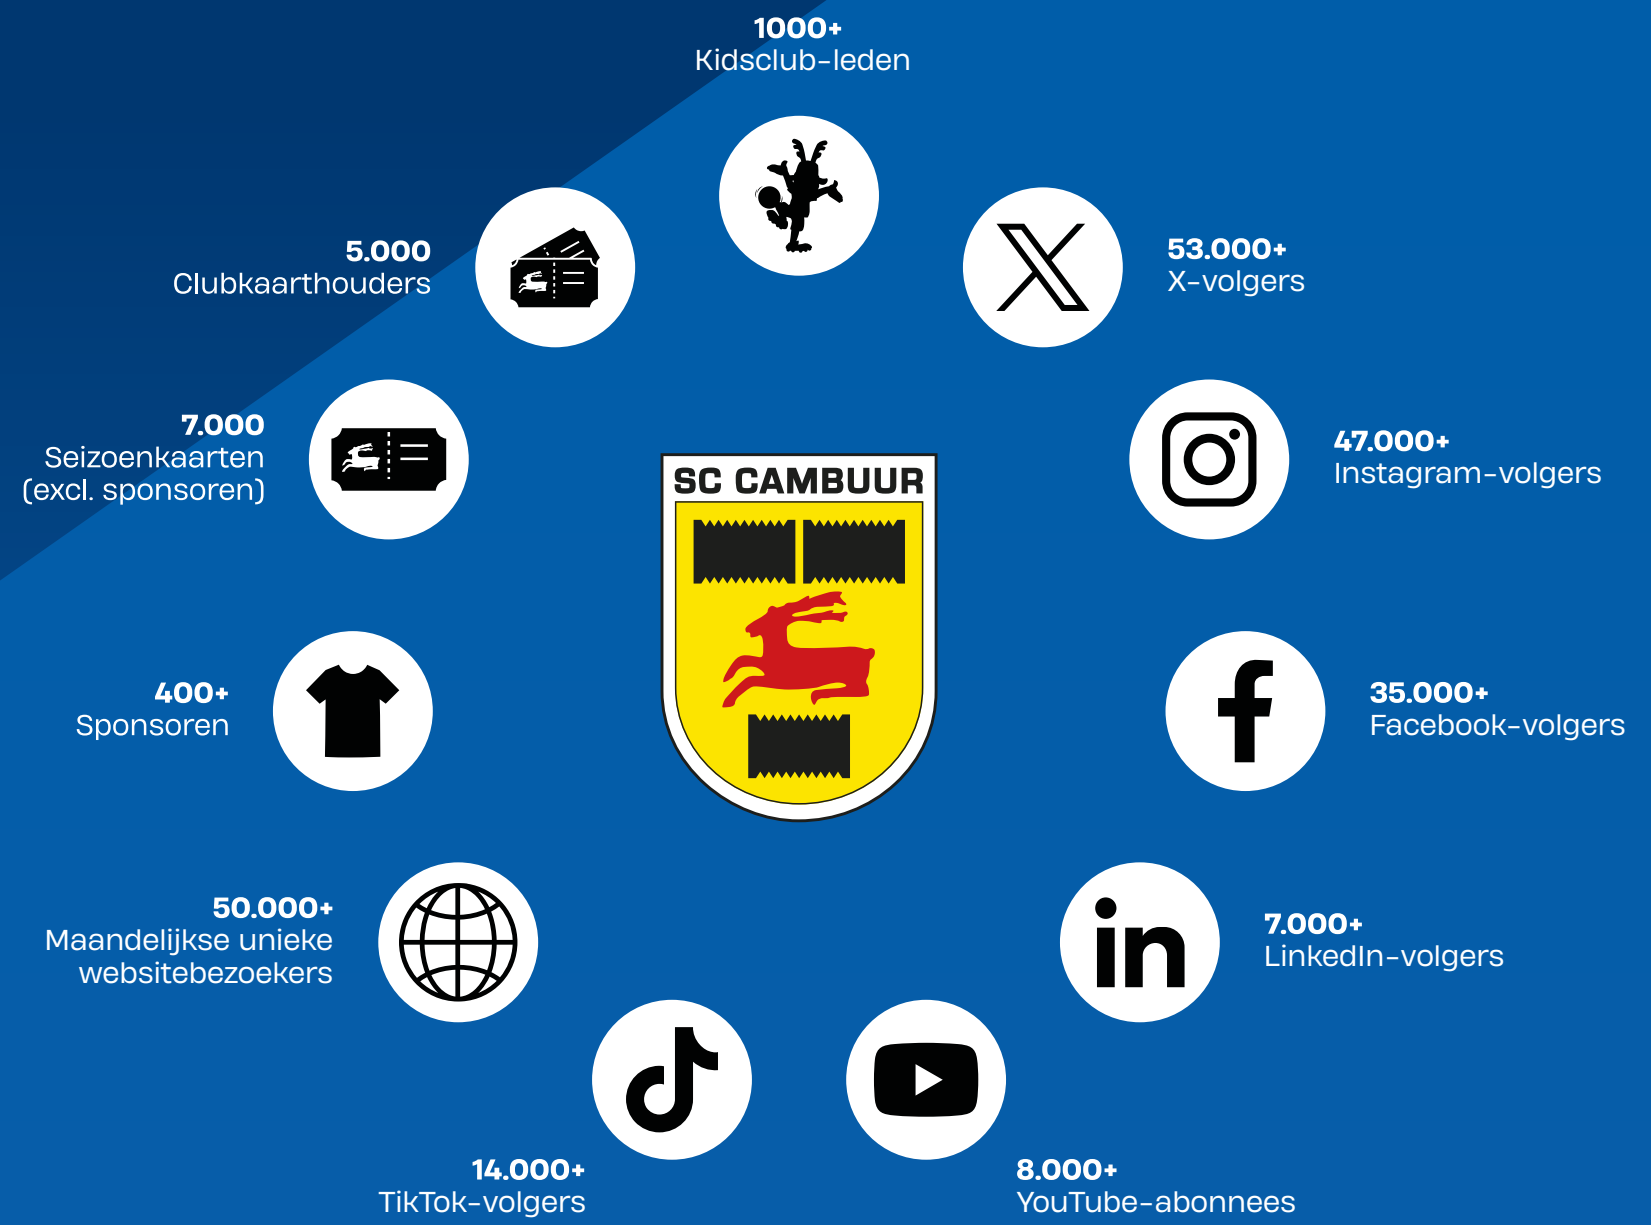 1000+
Kidsclub-leden
53.000+
X-volgers
47.000+
Instagram-volgers
35.000+
Facebook-volgers
7.000+
LinkedIn-volgers
8.000+
YouTube-abonnees
14.000+
TikTok-volgers
50.000+
Maandelijkse unieke
websitebezoekers
400+
Sponsoren
7.000
Seizoenkaarten
(excl. sponsoren)
5.000
Clubkaarthouders
SC CAMBUUR